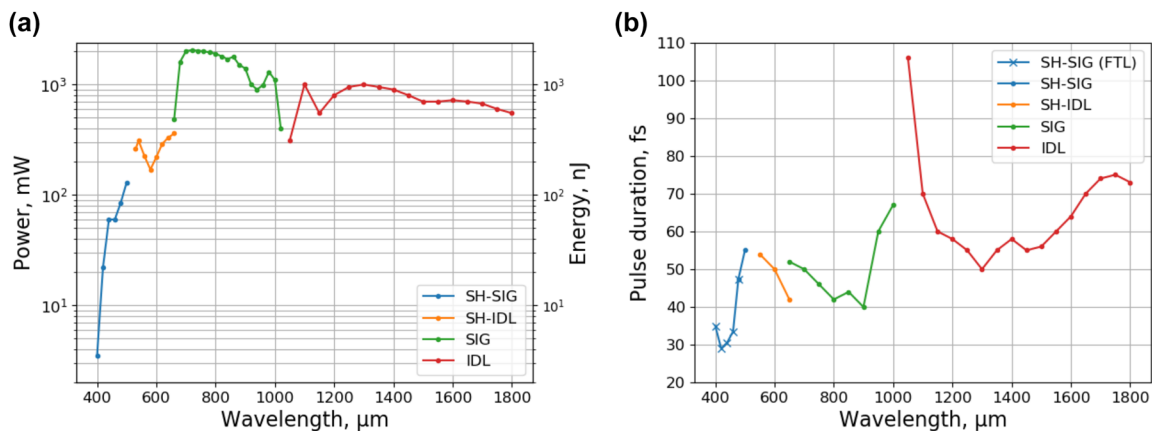 (a)
Power, mW
10³
10²
10¹
Energy, nJ
10³
10²
10¹
SH-SIG
SH-IDL
SIG
IDL
400 600 800 1000 1200 1400 1600 1800
Wavelength, μm
(b)
Pulse duration, fs
110
100
90
80
70
60
50
40
30
20
SH-SIG (FTL)
SH-SIG
SH-IDL
SIG
IDL
400 600 800 1000 1200 1400 1600 1800
Wavelength, μm